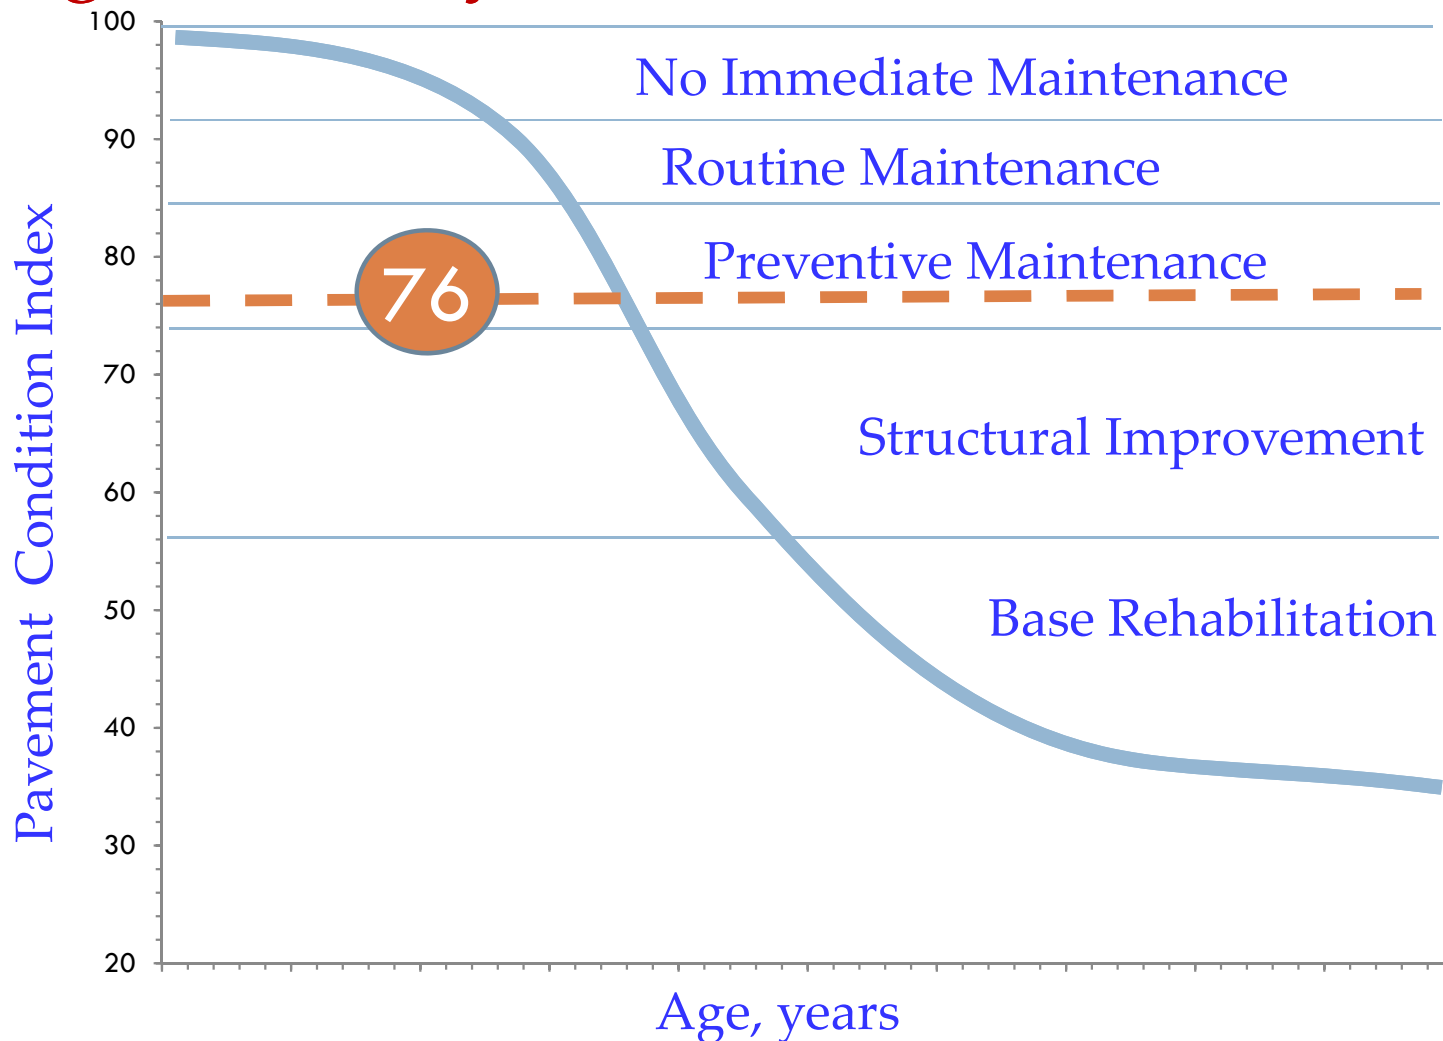 100
No Immediate Maintenance
90
Routine Maintenance
80
Preventive Maintenance
76
70
Structural Improvement
60
50
Base Rehabilitation
40
30
20
Pavement Condition Index
Age, years